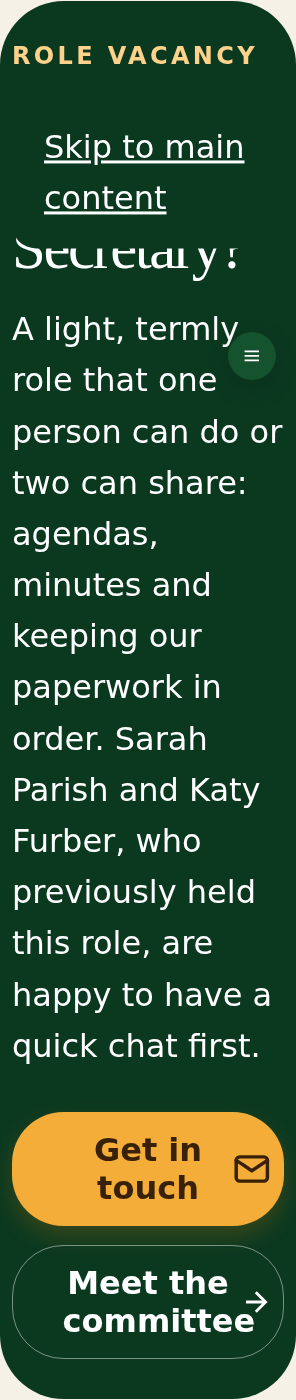 ROLE VACANCY
Skip to main
content
Secretary?
A light, termly
role that one
person can do or
two can share:
agendas,
minutes and
keeping our
paperwork in
order. Sarah
Parish and Katy
Furber, who
previously held
this role, are
happy to have a
quick chat first.
Get in
touch
Meet the
committee